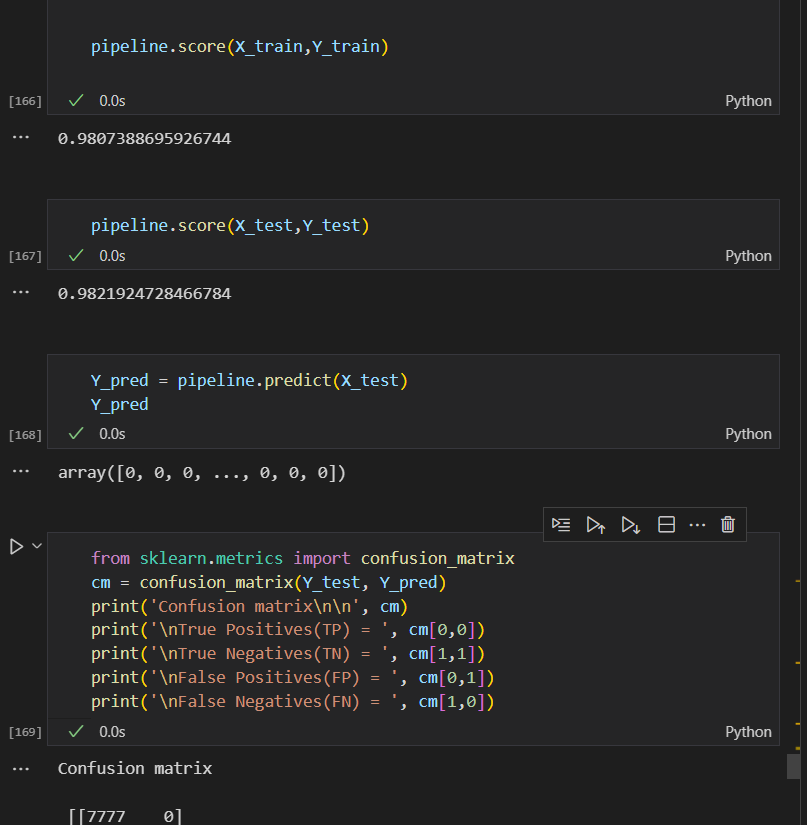 pipeline.score(X_train,Y_train)
[166] 0.0s Python
0.9807388695926744
pipeline.score(X_test,Y_test)
[167] 0.0s Python
0.9821924728466784
Y_pred = pipeline.predict(X_test)
Y_pred
[168] 0.0s Python
array([0, 0, 0, ..., 0, 0, 0])
from sklearn.metrics import confusion_matrix
cm = confusion_matrix(Y_test, Y_pred)
print('Confusion matrix\n\n', cm)
print('\nTrue Positives(TP) = ', cm[0,0])
print('\nTrue Negatives(TN) = ', cm[1,1])
print('\nFalse Positives(FP) = ', cm[0,1])
print('\nFalse Negatives(FN) = ', cm[1,0])
[169] 0.0s Python
Confusion matrix
[[7777 0]